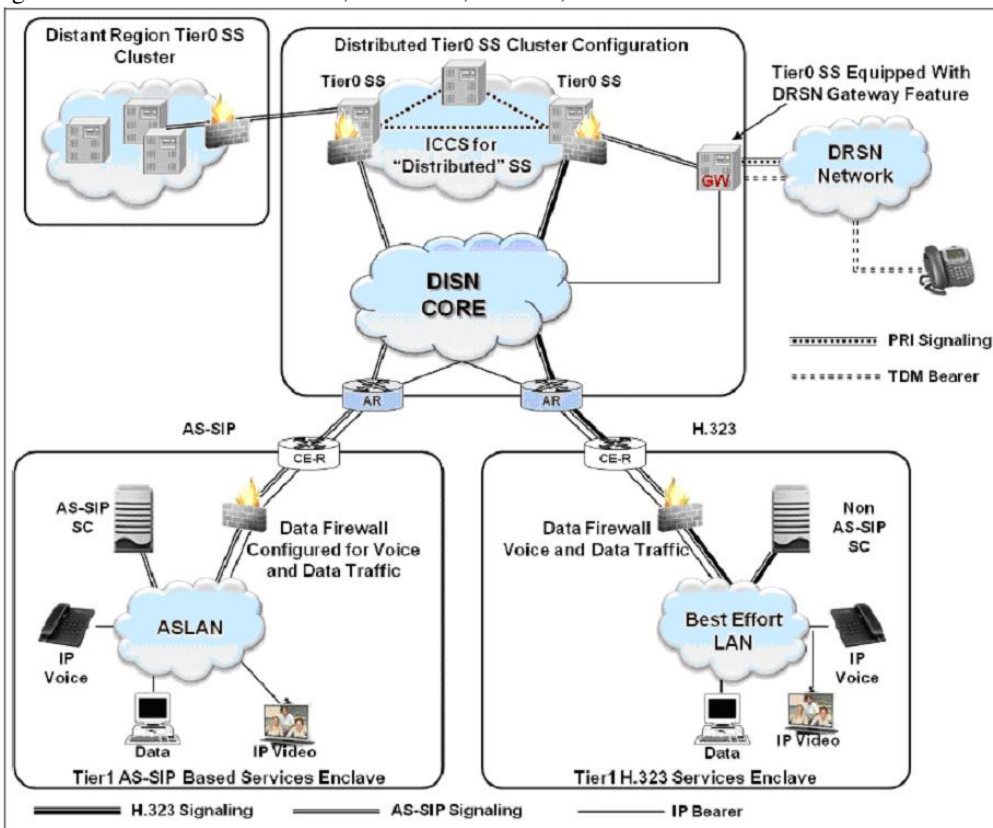 Distant Region Tier0 SS
Cluster
Distributed Tier0 SS Cluster Configuration
Tier0 SS
Tier0 SS
ICCS for
“Distributed” SS
Tier0 SS Equipped With
DRSN Gateway Feature
GW
DRSN
Network
DISN
CORE
PRI Signaling
TDM Bearer
AR
AR
AS-SIP
H.323
CE-R
CE-R
AS-SIP
SC
Data Firewall
Configured for Voice
and Data Traffic
ASLAN
IP
Voice
Data
IP Video
Tier1 AS-SIP Based Services Enclave
Data Firewall
Voice and Data Traffic
Non
AS-SIP
SC
Best Effort
LAN
IP
Voice
Data
IP Video
Tier1 H.323 Services Enclave
H.323 Signaling
AS-SIP Signaling
IP Bearer